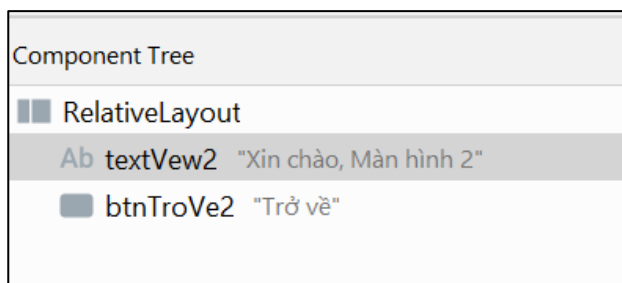 Component Tree
RelativeLayout
Ab textVew2 "Xin chào, Màn hình 2"
btnTroVe2 "Trở về"